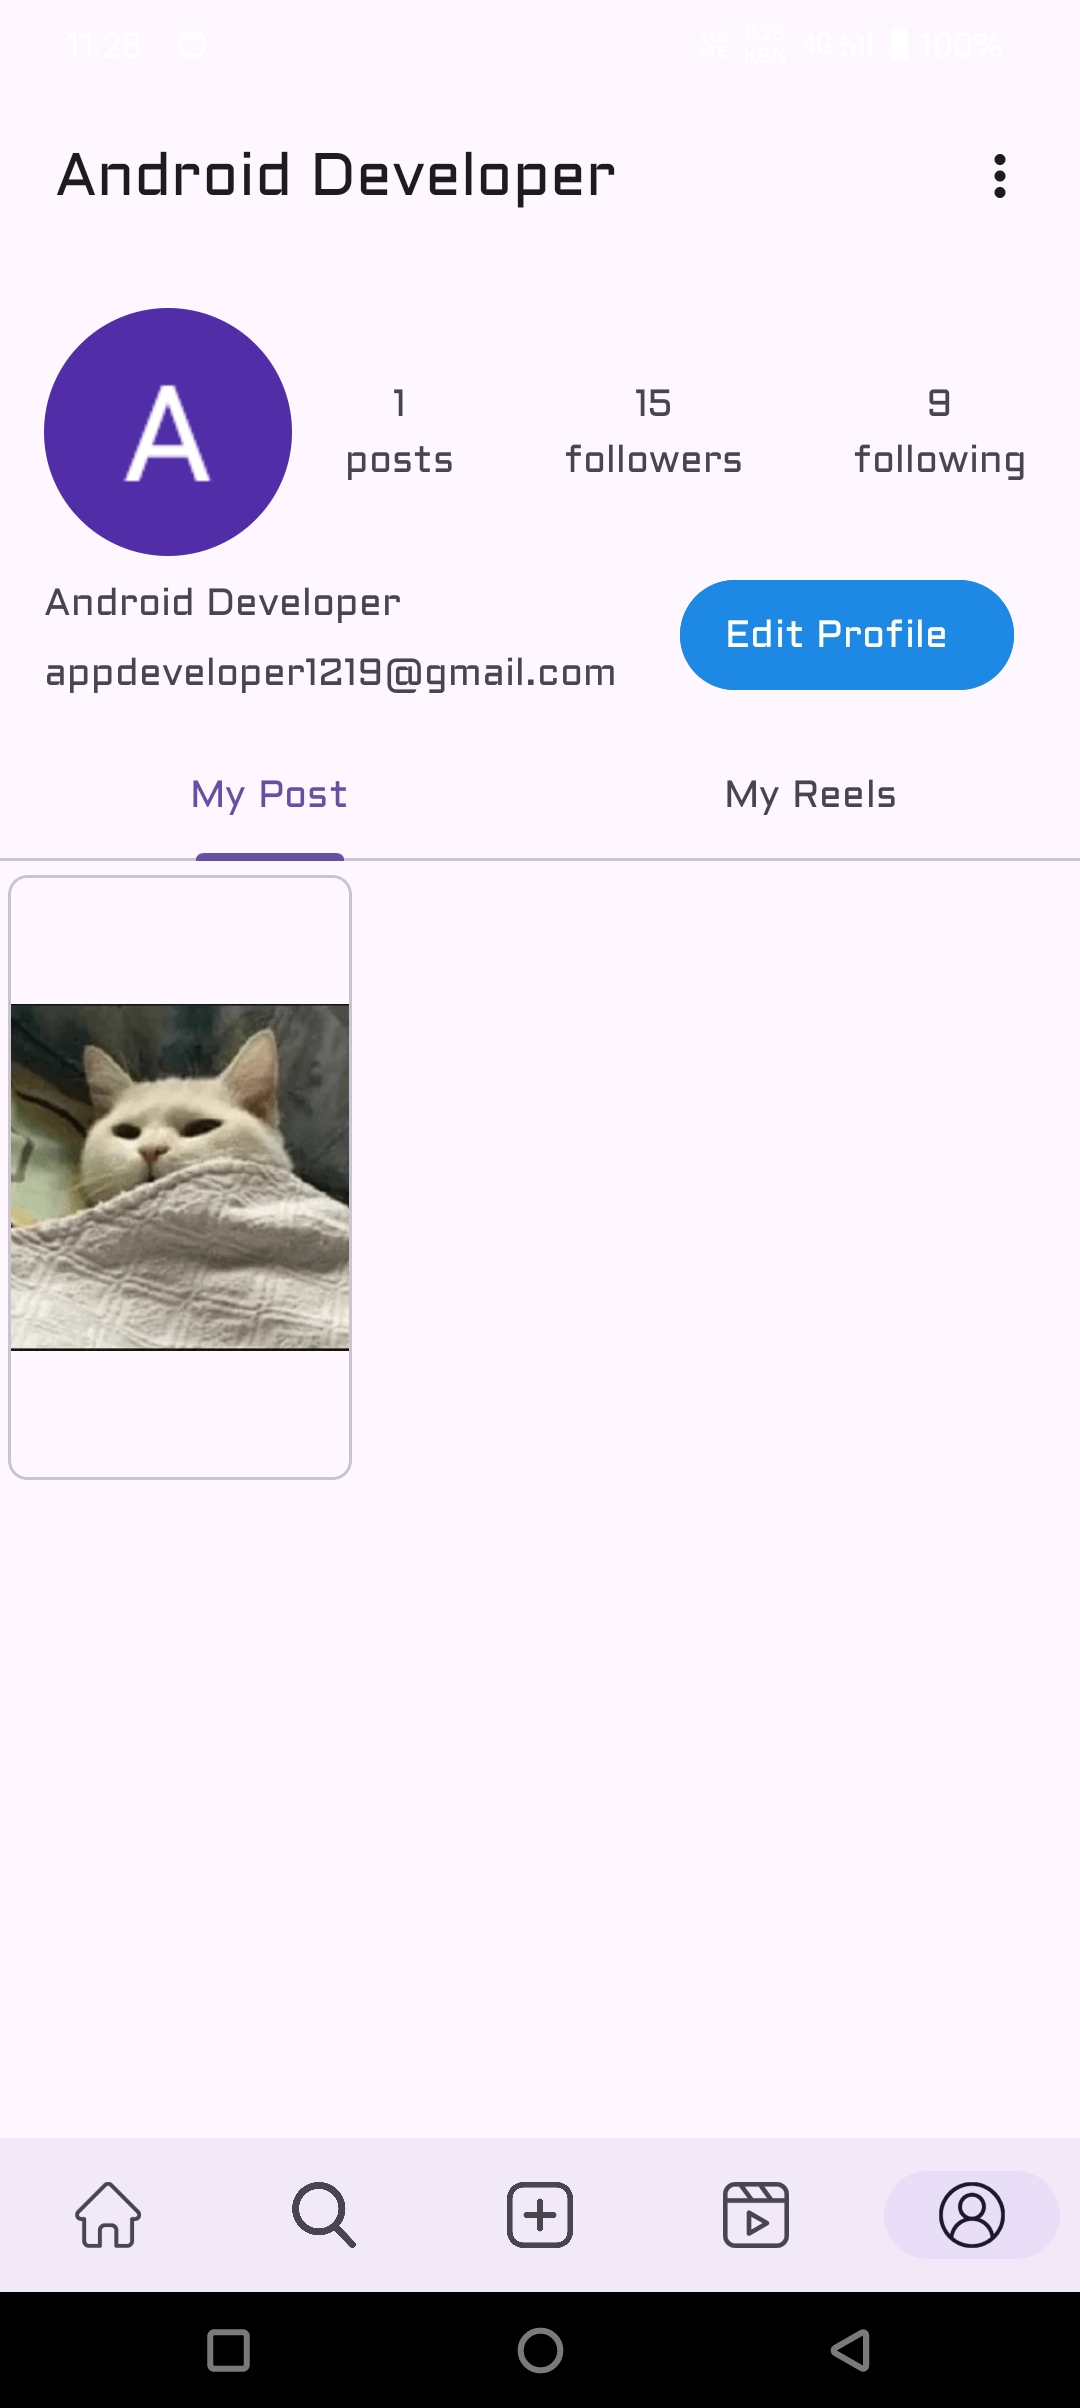 11:28
Vo) LTE 0.28 KB/s 4G 100%
Android Developer
A
1 15 9
posts followers following
Android Developer
Edit Profile
appdeveloper1219@gmail.com
My Post My Reels